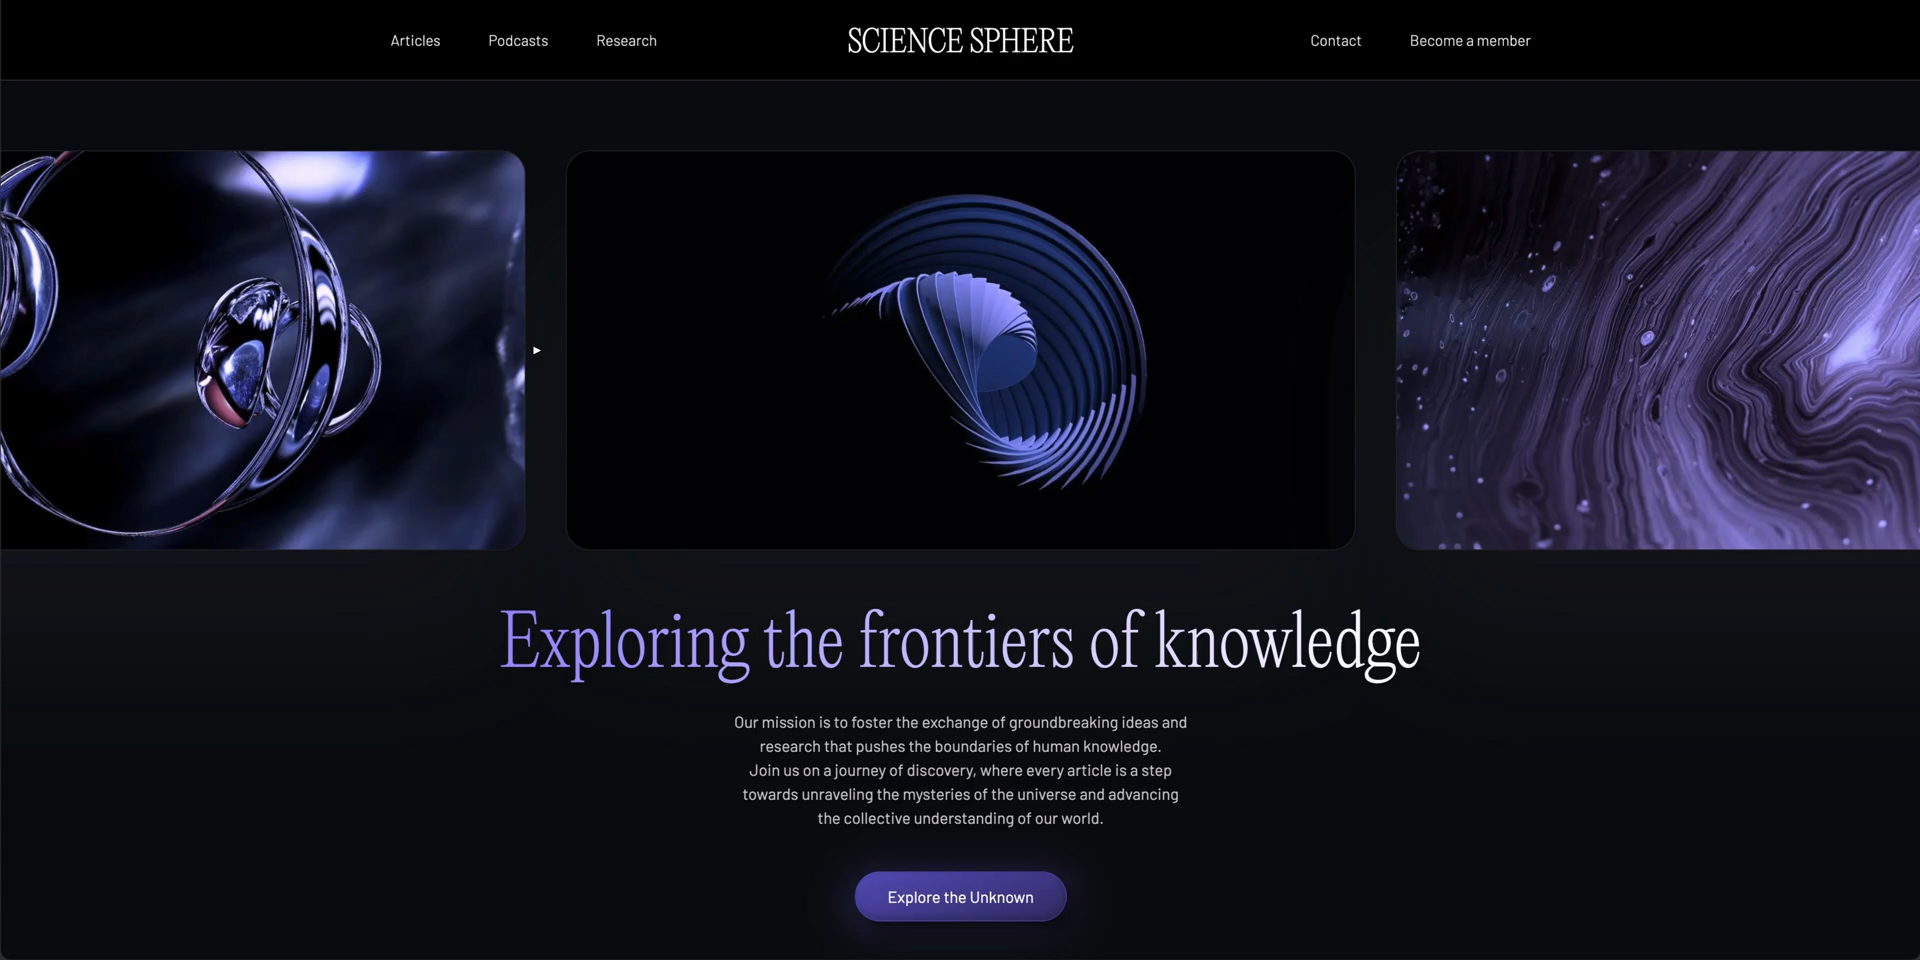 Articles
Podcasts
Research
SCIENCE SPHERE
Contact
Become a member
Exploring the frontiers of knowledge
Our mission is to foster the exchange of groundbreaking ideas and
research that pushes the boundaries of human knowledge.
Join us on a journey of discovery, where every article is a step
towards unraveling the mysteries of the universe and advancing
the collective understanding of our world.
Explore the Unknown